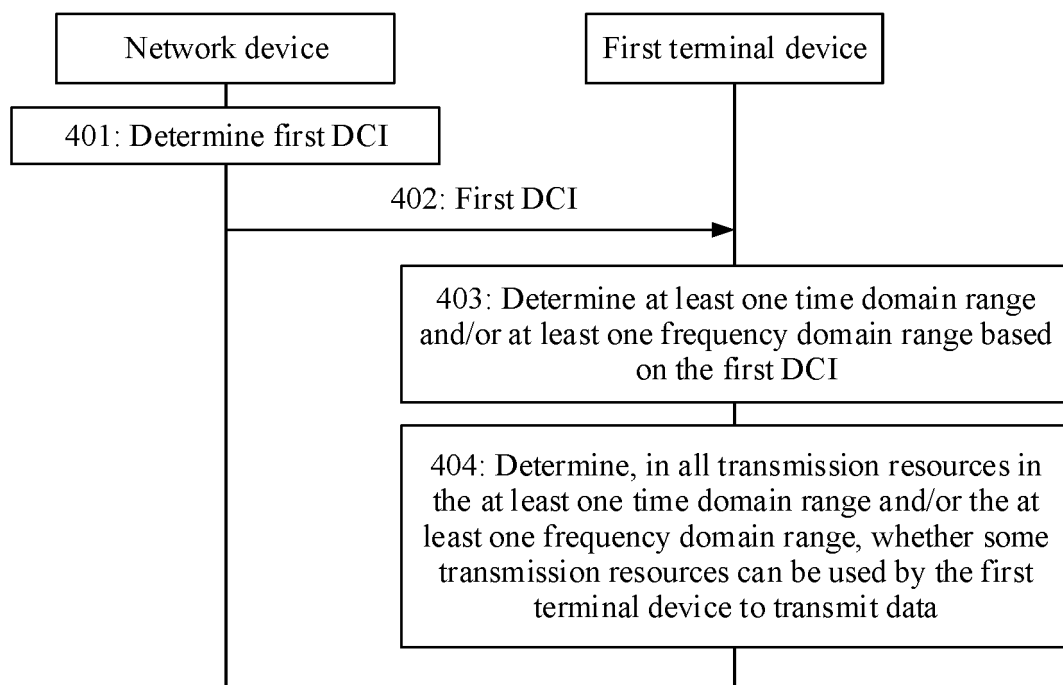 Network device
First terminal device
401: Determine first DCI
402: First DCI
403: Determine at least one time domain range
and/or at least one frequency domain range based
on the first DCI
404: Determine, in all transmission resources in
the at least one time domain range and/or the at
least one frequency domain range, whether some
transmission resources can be used by the first
terminal device to transmit data